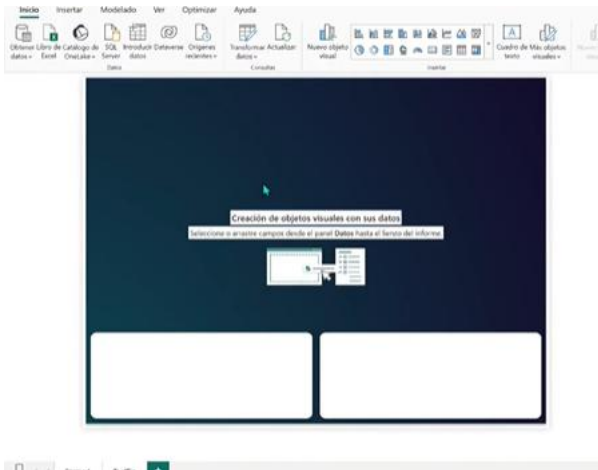 Inicio Insertar Modelado Ver Optimizar Ayuda
Obtener datos Libro de Excel Catálogo de OneLake SQL Server Introducir datos Dataverse Orígenes recientes Transformar datos Actualizar Nuevo objeto visual Cuadro de texto Más objetos visuales
Datos Consultas Insertar
Creación de objetos visuales con sus datos
Seleccione o arrastre campos desde el panel Datos hasta el lienzo del informe.